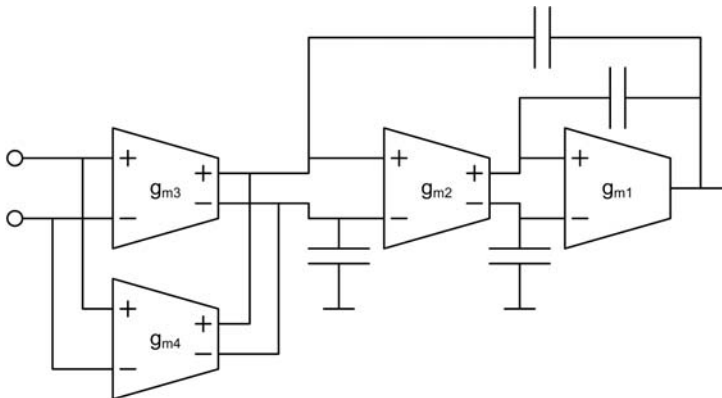 + + + +
gm3 + gm2 + gm1
− − − − − −
+ +
gm4
− −